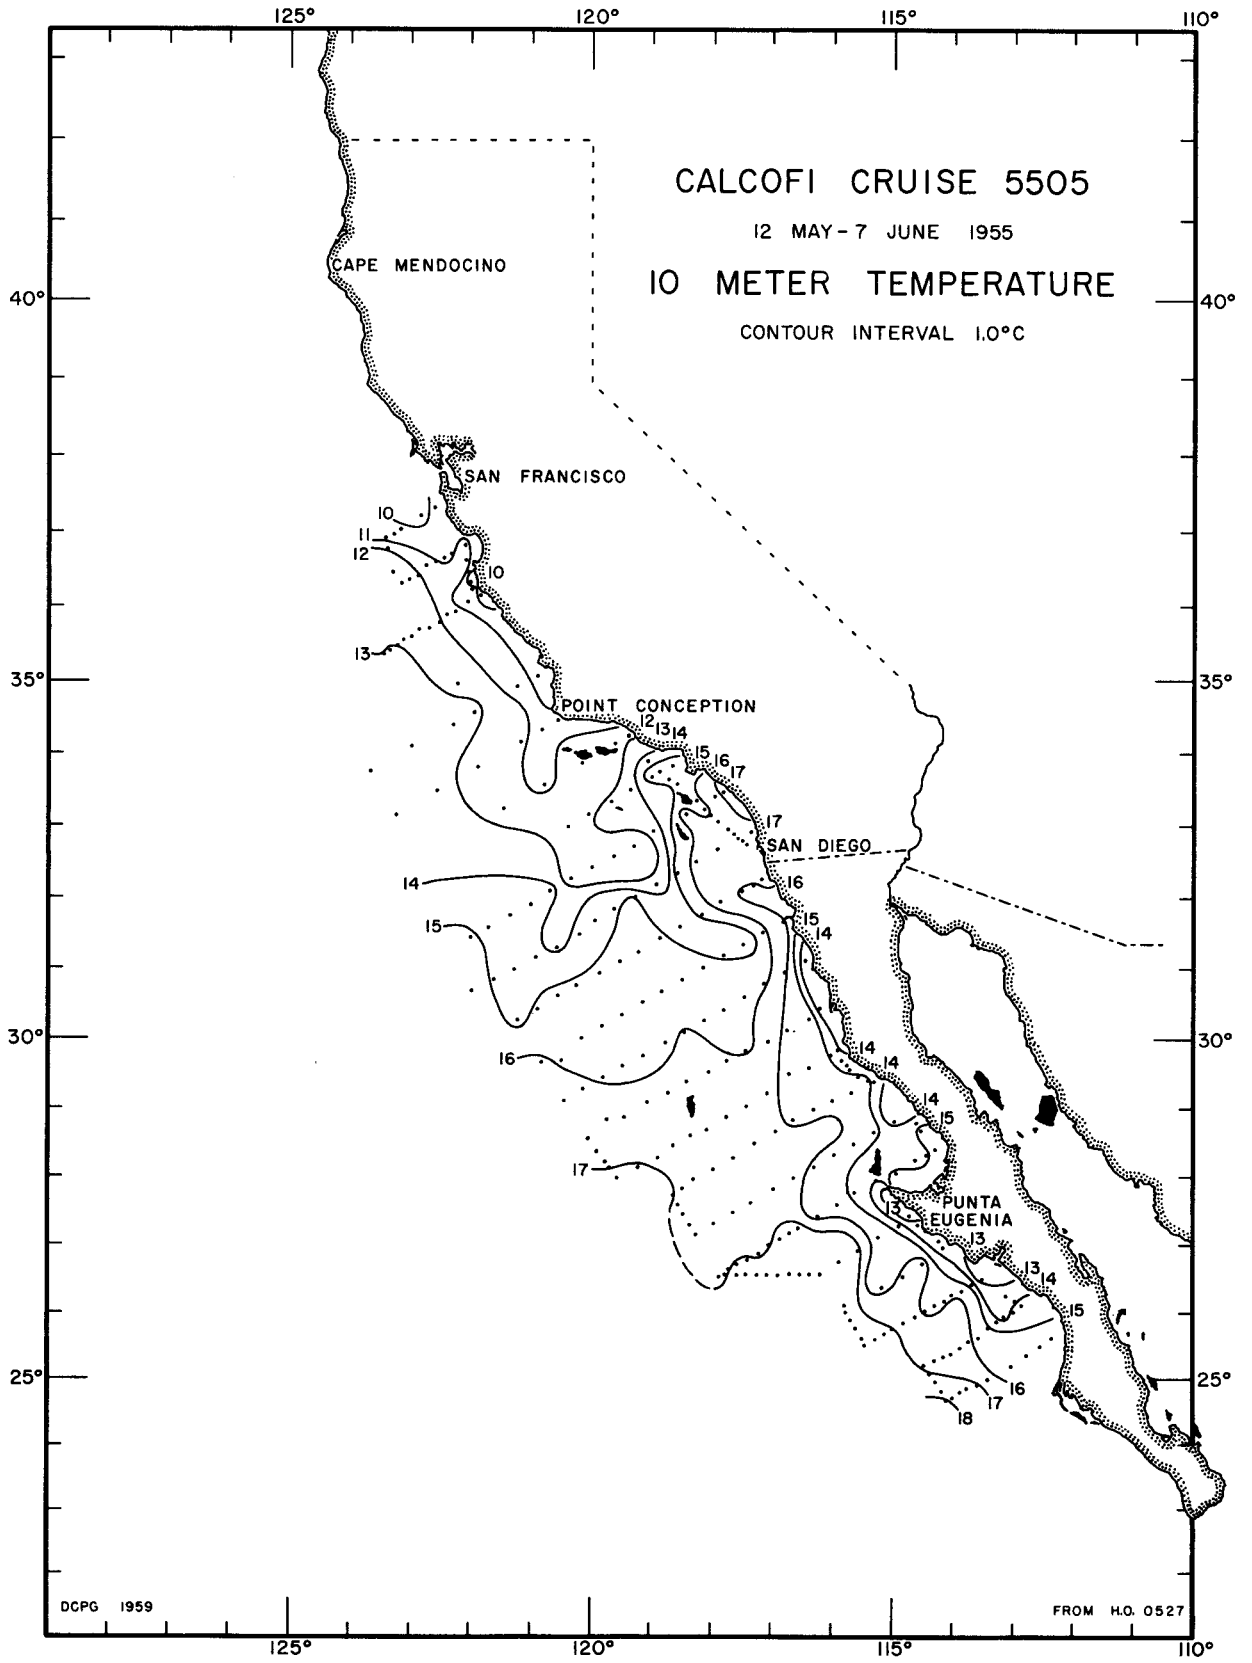 125° 120° 115° 110°
CALCOFI CRUISE 5505
12 MAY - 7 JUNE 1955
10 METER TEMPERATURE
CONTOUR INTERVAL 1.0°C
CAPE MENDOCINO
40° 40°
SAN FRANCISCO
10
11
12
10
13
35° 35°
POINT CONCEPTION
12 13 14
15 16 17
17
SAN DIEGO
14
16
15
15
14
30° 30°
16
14 14
14
15
17
13
PUNTA
EUGENIA
13
13 14
15
25° 25°
16
17
18
DCPG 1959
FROM H.O. 0527
125° 120° 115° 110°